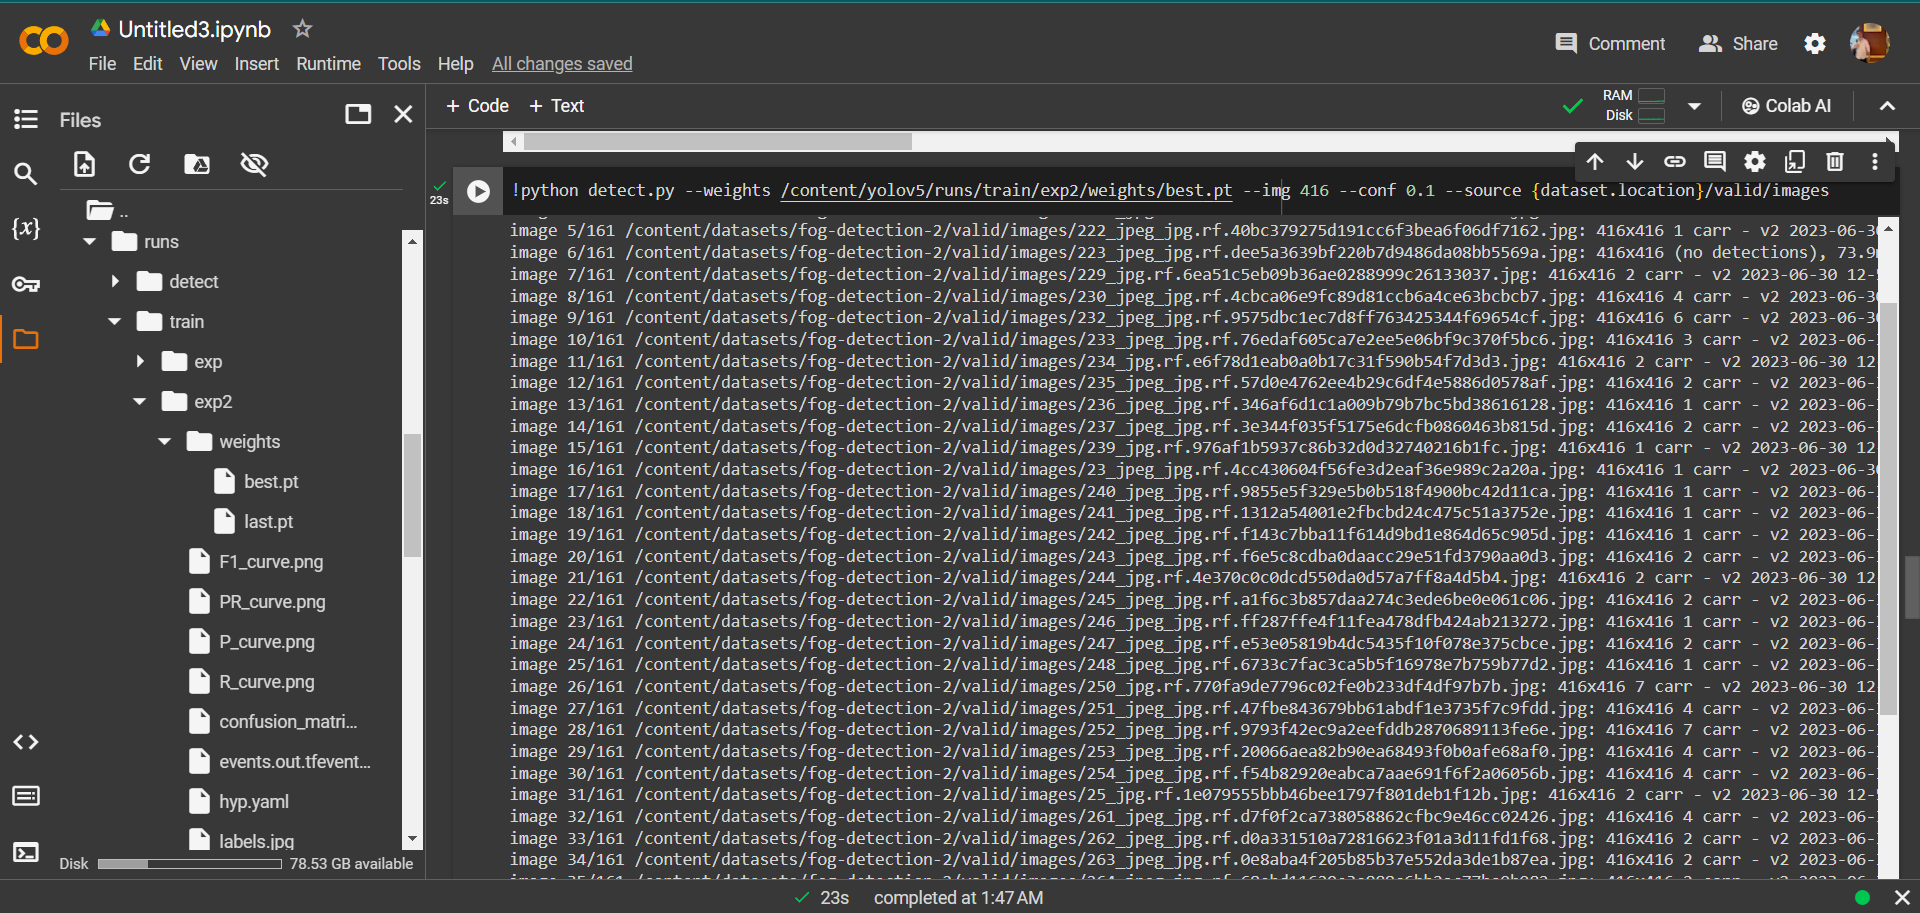 Untitled3.ipynb
File Edit View Insert Runtime Tools Help All changes saved
Comment
Share
Files
+ Code + Text
RAM
Disk
Colab AI
..
runs
detect
train
exp
exp2
weights
best.pt
last.pt
F1_curve.png
PR_curve.png
P_curve.png
R_curve.png
confusion_matri...
events.out.tfevent...
hyp.yaml
labels.jpg
Disk 78.53 GB available
{x}
23s
!python detect.py --weights /content/yolov5/runs/train/exp2/weights/best.pt --img 416 --conf 0.1 --source {dataset.location}/valid/images
image 5/161 /content/datasets/fog-detection-2/valid/images/222_jpeg_jpg.rf.40bc379275d191cc6f3bea6f06df7162.jpg: 416x416 1 carr - v2 2023-06-30
image 6/161 /content/datasets/fog-detection-2/valid/images/223_jpeg_jpg.rf.dee5a3639bf220b7d9486da08bb5569a.jpg: 416x416 (no detections), 73.9
image 7/161 /content/datasets/fog-detection-2/valid/images/229_jpg.rf.6ea51c5eb09b36ae0288999c26133037.jpg: 416x416 2 carr - v2 2023-06-30 12-
image 8/161 /content/datasets/fog-detection-2/valid/images/230_jpeg_jpg.rf.4cbca06e9fc89d81ccb6a4ce63bcbcb7.jpg: 416x416 4 carr - v2 2023-06-30
image 9/161 /content/datasets/fog-detection-2/valid/images/232_jpeg_jpg.rf.9575dbc1ec7d8ff763425344f69654cf.jpg: 416x416 6 carr - v2 2023-06-30
image 10/161 /content/datasets/fog-detection-2/valid/images/233_jpeg_jpg.rf.76edaf605ca7e2ee5e06bf9c370f5bc6.jpg: 416x416 3 carr - v2 2023-06-
image 11/161 /content/datasets/fog-detection-2/valid/images/234_jpg.rf.e6f78d1eab0a0b17c31f590b54f7d3d3.jpg: 416x416 2 carr - v2 2023-06-30 12-
image 12/161 /content/datasets/fog-detection-2/valid/images/235_jpeg_jpg.rf.57d0e4762ee4b29c6df4e5886d0578af.jpg: 416x416 2 carr - v2 2023-06-
image 13/161 /content/datasets/fog-detection-2/valid/images/236_jpeg_jpg.rf.346af6d1c1a009b79b7bc5bd38616128.jpg: 416x416 1 carr - v2 2023-06-
image 14/161 /content/datasets/fog-detection-2/valid/images/237_jpeg_jpg.rf.3e344f035f5175e6dcfb0860463b815d.jpg: 416x416 2 carr - v2 2023-06-
image 15/161 /content/datasets/fog-detection-2/valid/images/239_jpg.rf.976af1b5937c86b32d0d32740216b1fc.jpg: 416x416 1 carr - v2 2023-06-30 12-
image 16/161 /content/datasets/fog-detection-2/valid/images/23_jpeg_jpg.rf.4cc430604f56fe3d2eaf36e989c2a20a.jpg: 416x416 1 carr - v2 2023-06-30
image 17/161 /content/datasets/fog-detection-2/valid/images/240_jpeg_jpg.rf.9855e5f329e5b0b518f4900bc42d11ca.jpg: 416x416 1 carr - v2 2023-06-
image 18/161 /content/datasets/fog-detection-2/valid/images/241_jpeg_jpg.rf.1312a54001e2fbcbd24c475c51a3752e.jpg: 416x416 1 carr - v2 2023-06-
image 19/161 /content/datasets/fog-detection-2/valid/images/242_jpeg_jpg.rf.f143c7bba11f614d9bd1e864d65c905d.jpg: 416x416 1 carr - v2 2023-06-
image 20/161 /content/datasets/fog-detection-2/valid/images/243_jpeg_jpg.rf.f6e5c8cdba0daacc29e51fd3790aa0d3.jpg: 416x416 2 carr - v2 2023-06-
image 21/161 /content/datasets/fog-detection-2/valid/images/244_jpg.rf.4e370c0c0dcd550da0d57a7ff8a4d5b4.jpg: 416x416 2 carr - v2 2023-06-30 12-
image 22/161 /content/datasets/fog-detection-2/valid/images/245_jpeg_jpg.rf.a1f6c3b857daa274c3ede6be0e061c06.jpg: 416x416 2 carr - v2 2023-06-
image 23/161 /content/datasets/fog-detection-2/valid/images/246_jpeg_jpg.rf.ff287ffe4f11fea478dfb424ab213272.jpg: 416x416 1 carr - v2 2023-06-
image 24/161 /content/datasets/fog-detection-2/valid/images/247_jpeg_jpg.rf.e53e05819b4dc5435f10f078e375cbce.jpg: 416x416 2 carr - v2 2023-06-
image 25/161 /content/datasets/fog-detection-2/valid/images/248_jpeg_jpg.rf.6733c7fac3ca5b5f16978e7b759b77d2.jpg: 416x416 1 carr - v2 2023-06-
image 26/161 /content/datasets/fog-detection-2/valid/images/250_jpg.rf.770fa9de7796c02fe0b233df4df97b7b.jpg: 416x416 7 carr - v2 2023-06-30 12-
image 27/161 /content/datasets/fog-detection-2/valid/images/251_jpeg_jpg.rf.47fbe843679bb61abdf1e3735f7c9fdd.jpg: 416x416 4 carr - v2 2023-06-
image 28/161 /content/datasets/fog-detection-2/valid/images/252_jpeg_jpg.rf.9793f42ec9a2eefddb2870689113fe6e.jpg: 416x416 7 carr - v2 2023-06-
image 29/161 /content/datasets/fog-detection-2/valid/images/253_jpeg_jpg.rf.20066aea82b90ea68493f0b0afe68af0.jpg: 416x416 4 carr - v2 2023-06-
image 30/161 /content/datasets/fog-detection-2/valid/images/254_jpeg_jpg.rf.f54b82920eabca7aae691f6f2a06056b.jpg: 416x416 4 carr - v2 2023-06-
image 31/161 /content/datasets/fog-detection-2/valid/images/25_jpg.rf.1e079555bbb46bee1797f801deb1f12b.jpg: 416x416 2 carr - v2 2023-06-30 12-
image 32/161 /content/datasets/fog-detection-2/valid/images/261_jpeg_jpg.rf.d7f0f2ca738058862cfbc9e46cc02426.jpg: 416x416 4 carr - v2 2023-06-
image 33/161 /content/datasets/fog-detection-2/valid/images/262_jpeg_jpg.rf.d0a331510a72816623f01a3d11fd1f68.jpg: 416x416 2 carr - v2 2023-06-
image 34/161 /content/datasets/fog-detection-2/valid/images/263_jpeg_jpg.rf.0e8aba4f205b85b37e552da3de1b87ea.jpg: 416x416 2 carr - v2 2023-06-
23s completed at 1:47 AM